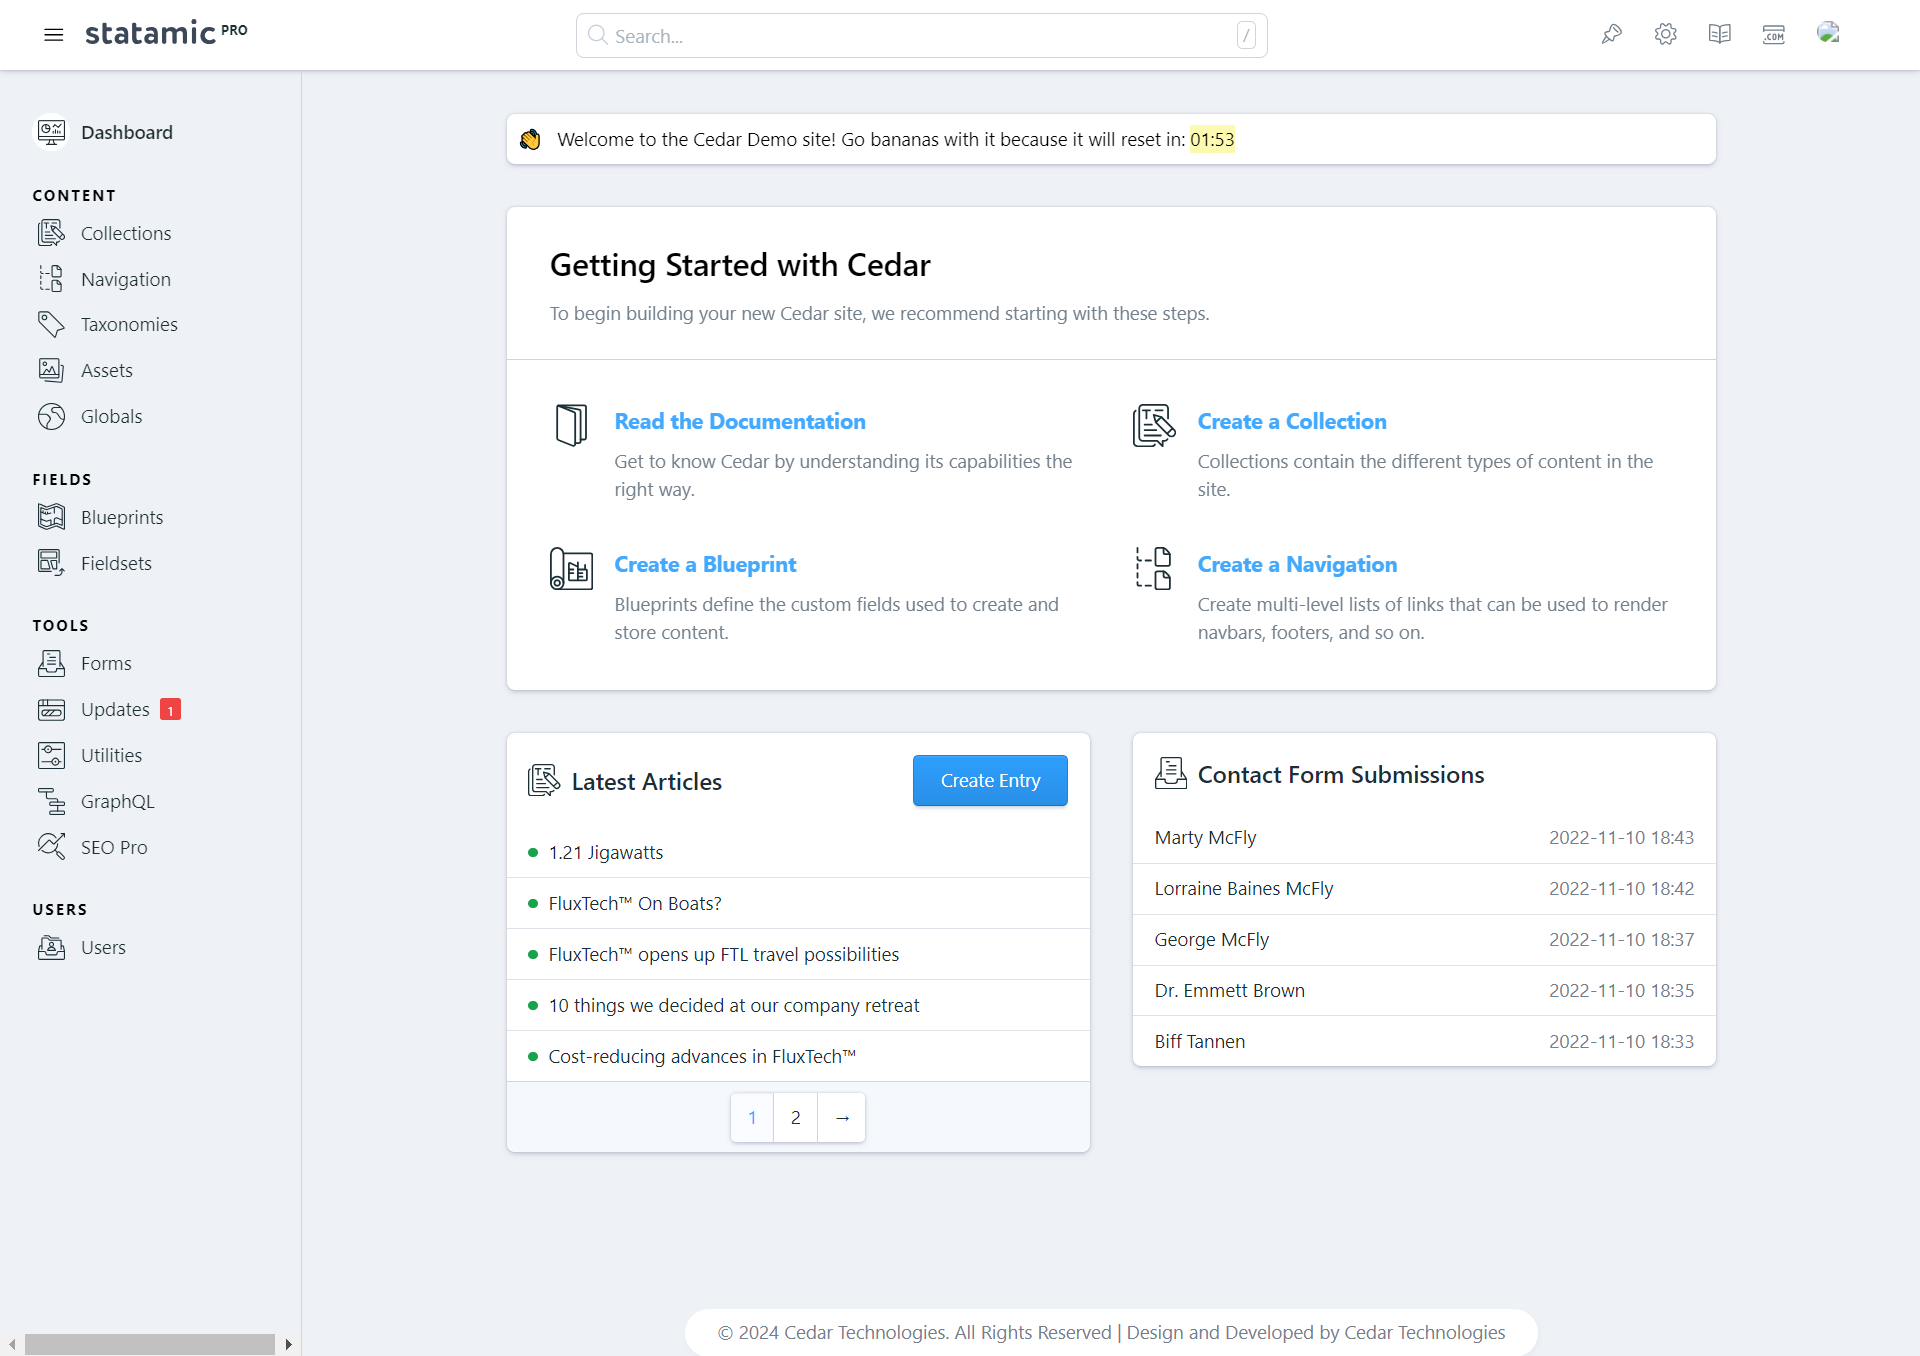 statamic PRO
Search...
/
.COM
Dashboard
CONTENT
Collections
Navigation
Taxonomies
Assets
Globals
FIELDS
Blueprints
Fieldsets
TOOLS
Forms
Updates 1
Utilities
GraphQL
SEO Pro
USERS
Users
Welcome to the Cedar Demo site! Go bananas with it because it will reset in: 01:53
Getting Started with Cedar
To begin building your new Cedar site, we recommend starting with these steps.
Read the Documentation
Get to know Cedar by understanding its capabilities the
right way.
Create a Collection
Collections contain the different types of content in the
site.
Create a Blueprint
Blueprints define the custom fields used to create and
store content.
Create a Navigation
Create multi-level lists of links that can be used to render
navbars, footers, and so on.
Latest Articles
Create Entry
1.21 Jigawatts
FluxTech™ On Boats?
FluxTech™ opens up FTL travel possibilities
10 things we decided at our company retreat
Cost-reducing advances in FluxTech™
1 2 →
Contact Form Submissions
Marty McFly 2022-11-10 18:43
Lorraine Baines McFly 2022-11-10 18:42
George McFly 2022-11-10 18:37
Dr. Emmett Brown 2022-11-10 18:35
Biff Tannen 2022-11-10 18:33
© 2024 Cedar Technologies. All Rights Reserved | Design and Developed by Cedar Technologies